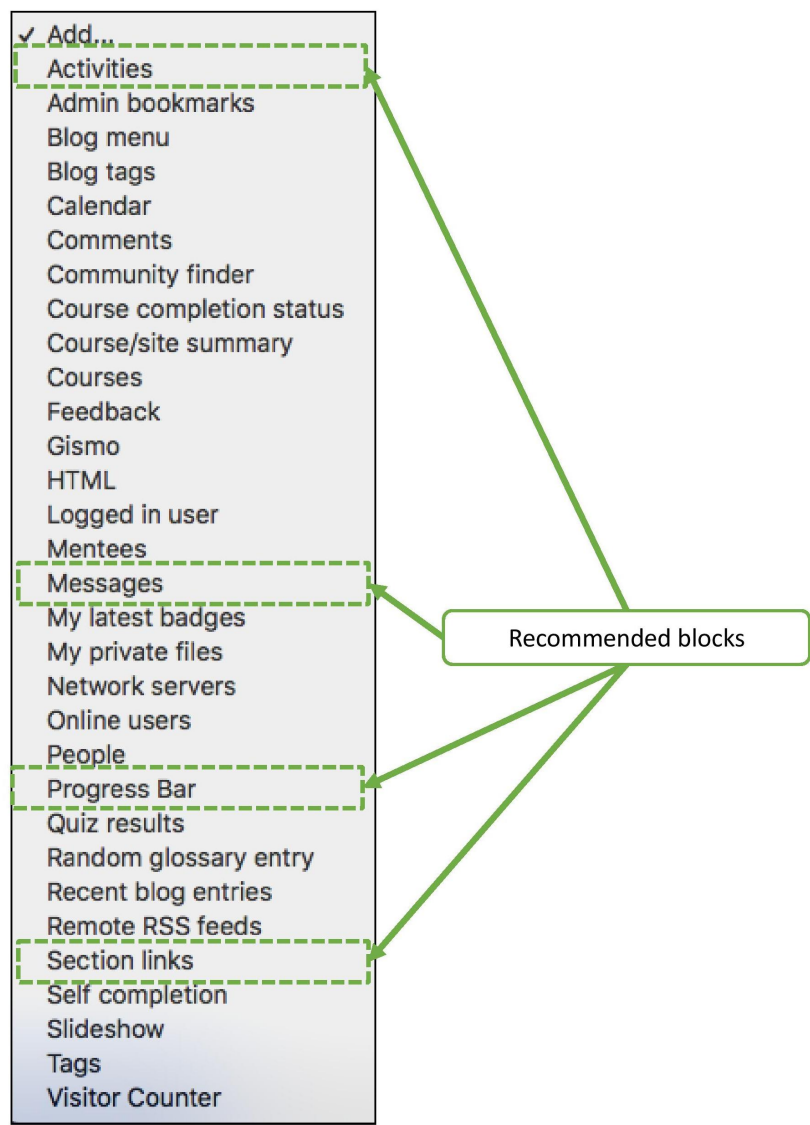 ✓ Add...
Activities
Admin bookmarks
Blog menu
Blog tags
Calendar
Comments
Community finder
Course completion status
Course/site summary
Courses
Feedback
Gismo
HTML
Logged in user
Mentees
Messages
My latest badges
My private files
Network servers
Online users
People
Progress Bar
Quiz results
Random glossary entry
Recent blog entries
Remote RSS feeds
Section links
Self completion
Slideshow
Tags
Visitor Counter
Recommended blocks